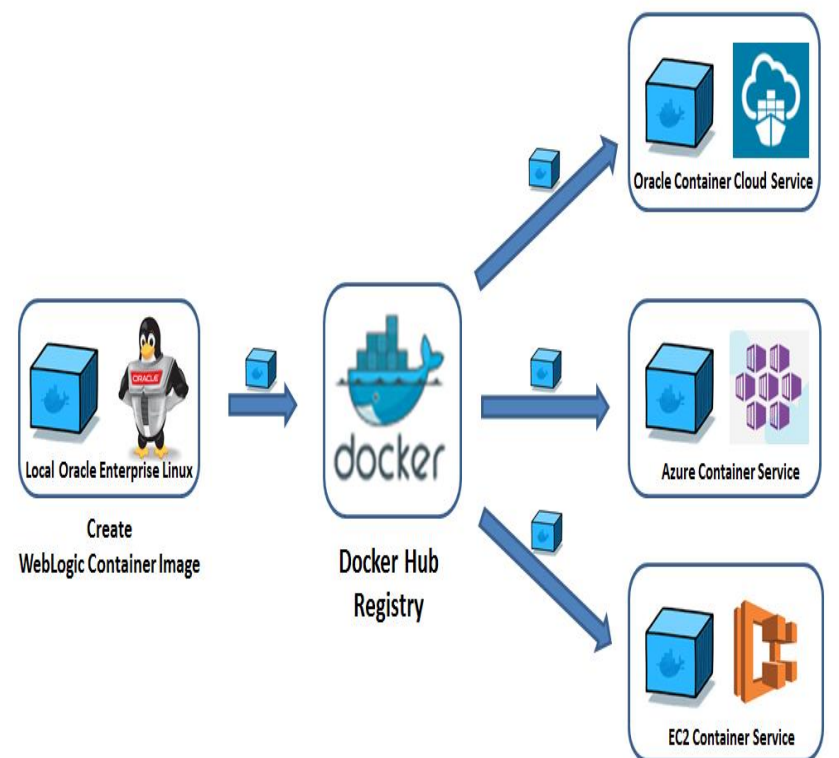 Oracle Container Cloud Service
ORACLE
Local Oracle Enterprise Linux
Create
WebLogic Container Image
docker
Docker Hub
Registry
Azure Container Service
EC2 Container Service